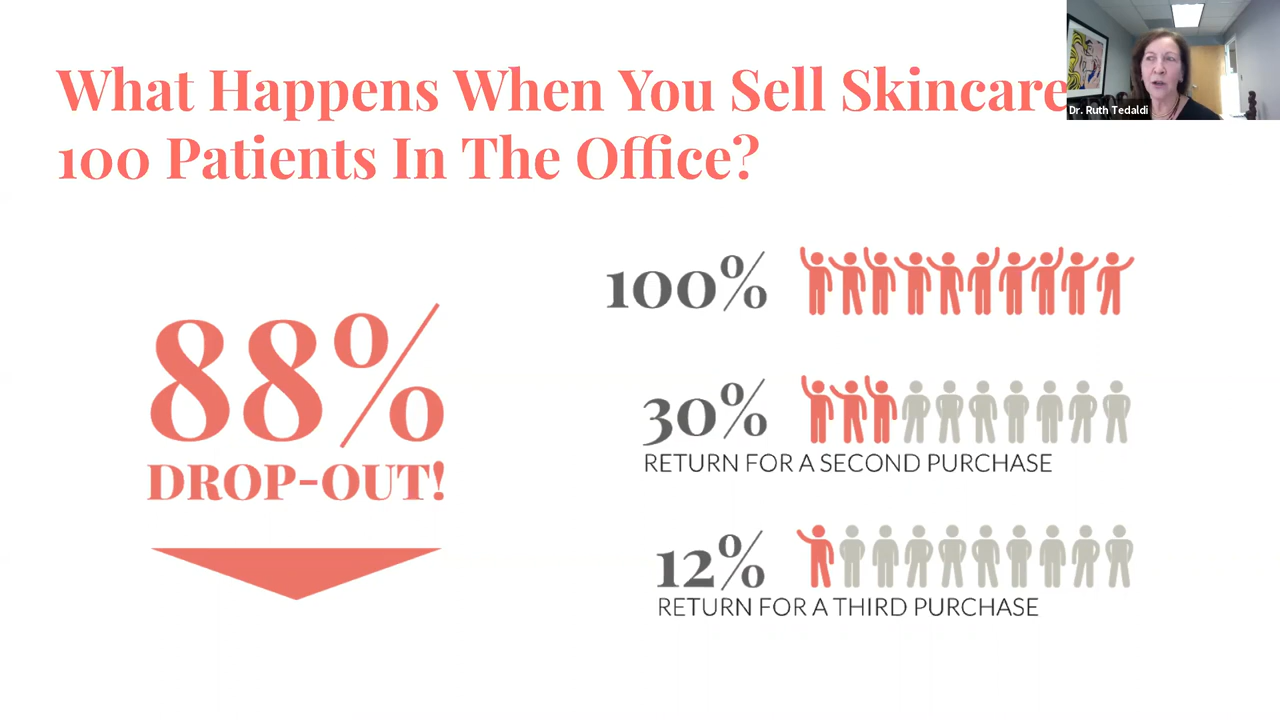 What Happens When You Sell Skincare
100 Patients In The Office?
Dr. Ruth Tedaldi
88%
DROP-OUT!
100%
30%
RETURN FOR A SECOND PURCHASE
12%
RETURN FOR A THIRD PURCHASE